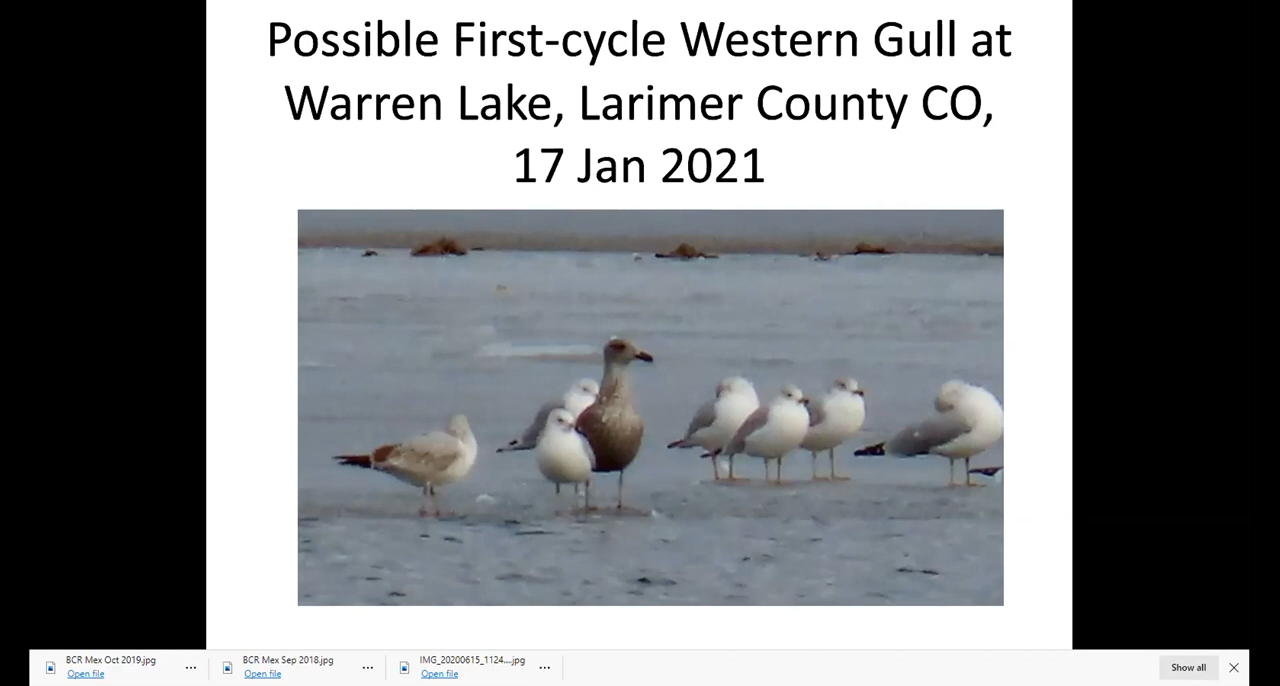 Possible First-cycle Western Gull at
Warren Lake, Larimer County CO,
17 Jan 2021
BCR Mex Oct 2019.jpg
Open file
BCR Mex Sep 2018.jpg
Open file
IMG_20200615_1124....jpg
Open file
Show all